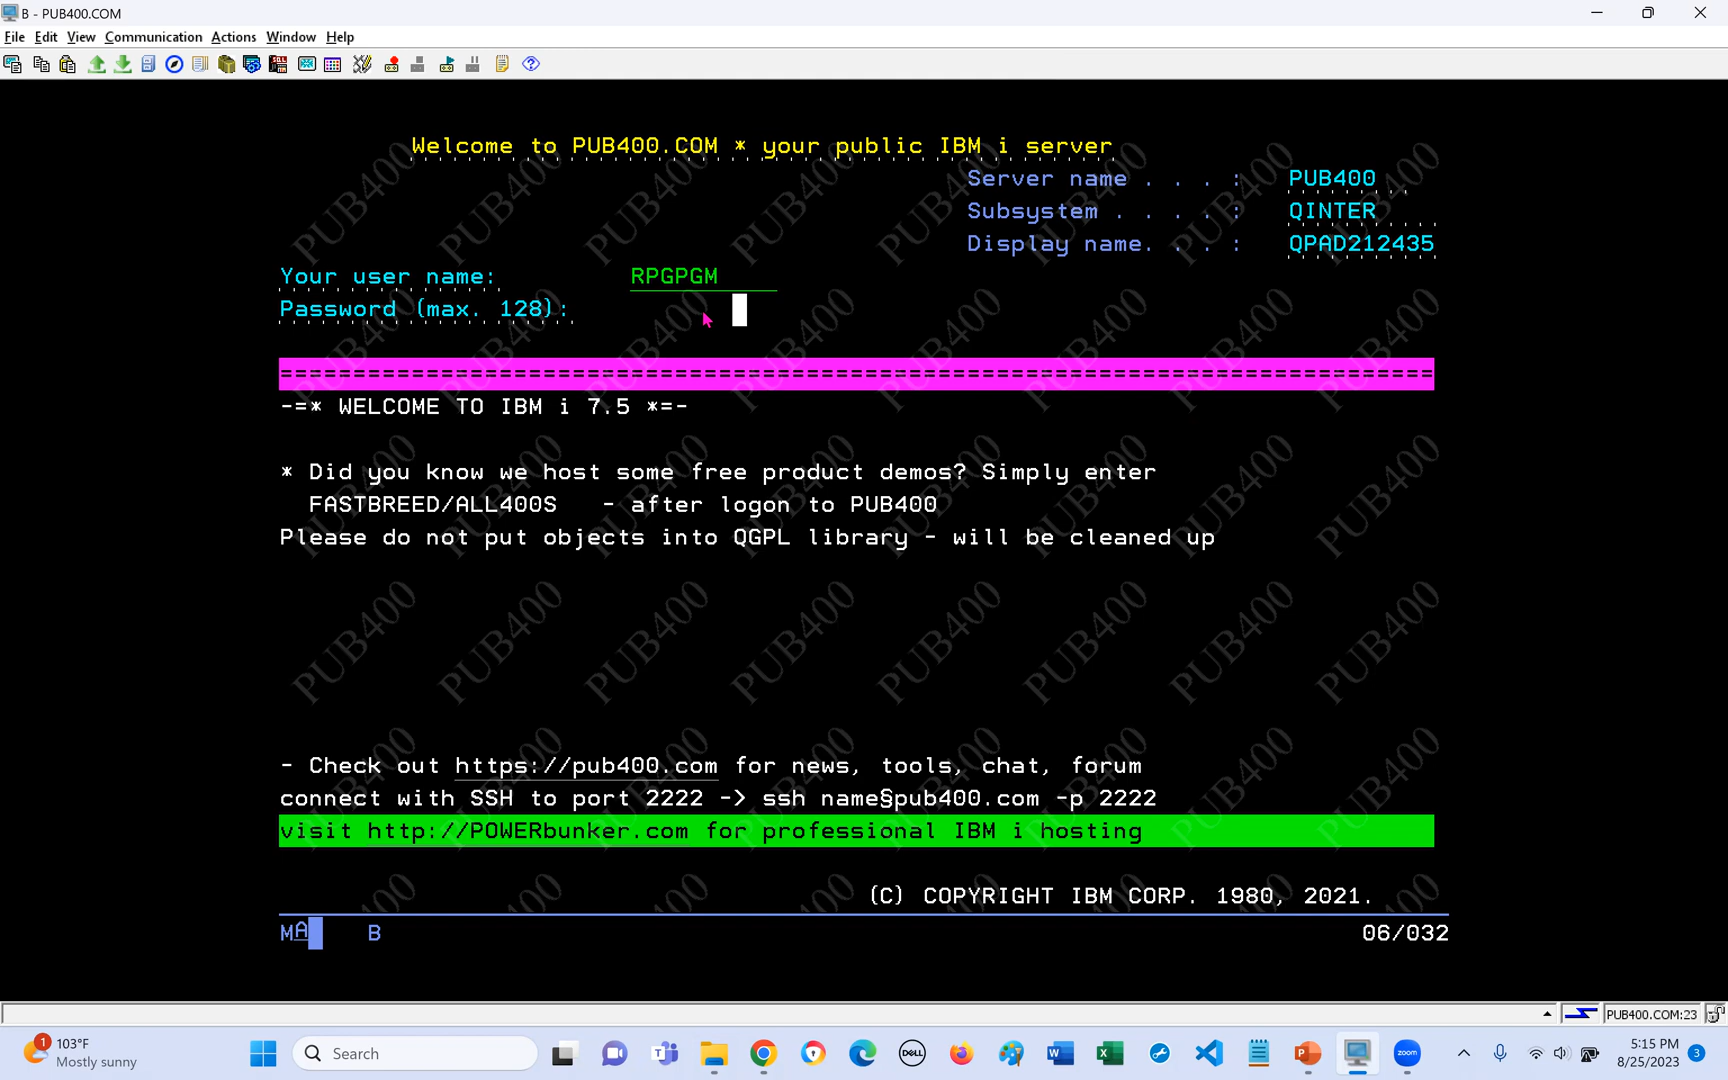 B - PUB400.COM
File Edit View Communication Actions Window Help
Welcome to PUB400.COM * your public IBM i server
Server name . . . : PUB400
Subsystem . . . . : QINTER
Display name. . . : QPAD212435
Your user name: RPGPGM
Password (max. 128):
===============================================================================
-=* WELCOME TO IBM i 7.5 *=-
* Did you know we host some free product demos? Simply enter
FASTBREED/ALL400S - after logon to PUB400
Please do not put objects into QGPL library - will be cleaned up
- Check out https://pub400.com for news, tools, chat, forum
connect with SSH to port 2222 -> ssh name§pub400.com -p 2222
visit http://POWERbunker.com for professional IBM i hosting
(C) COPYRIGHT IBM CORP. 1980, 2021.
MA B 06/032
PUB400.COM:23
1 103°F
Mostly sunny
Search
DELL
zoom
5:15 PM
8/25/2023
3